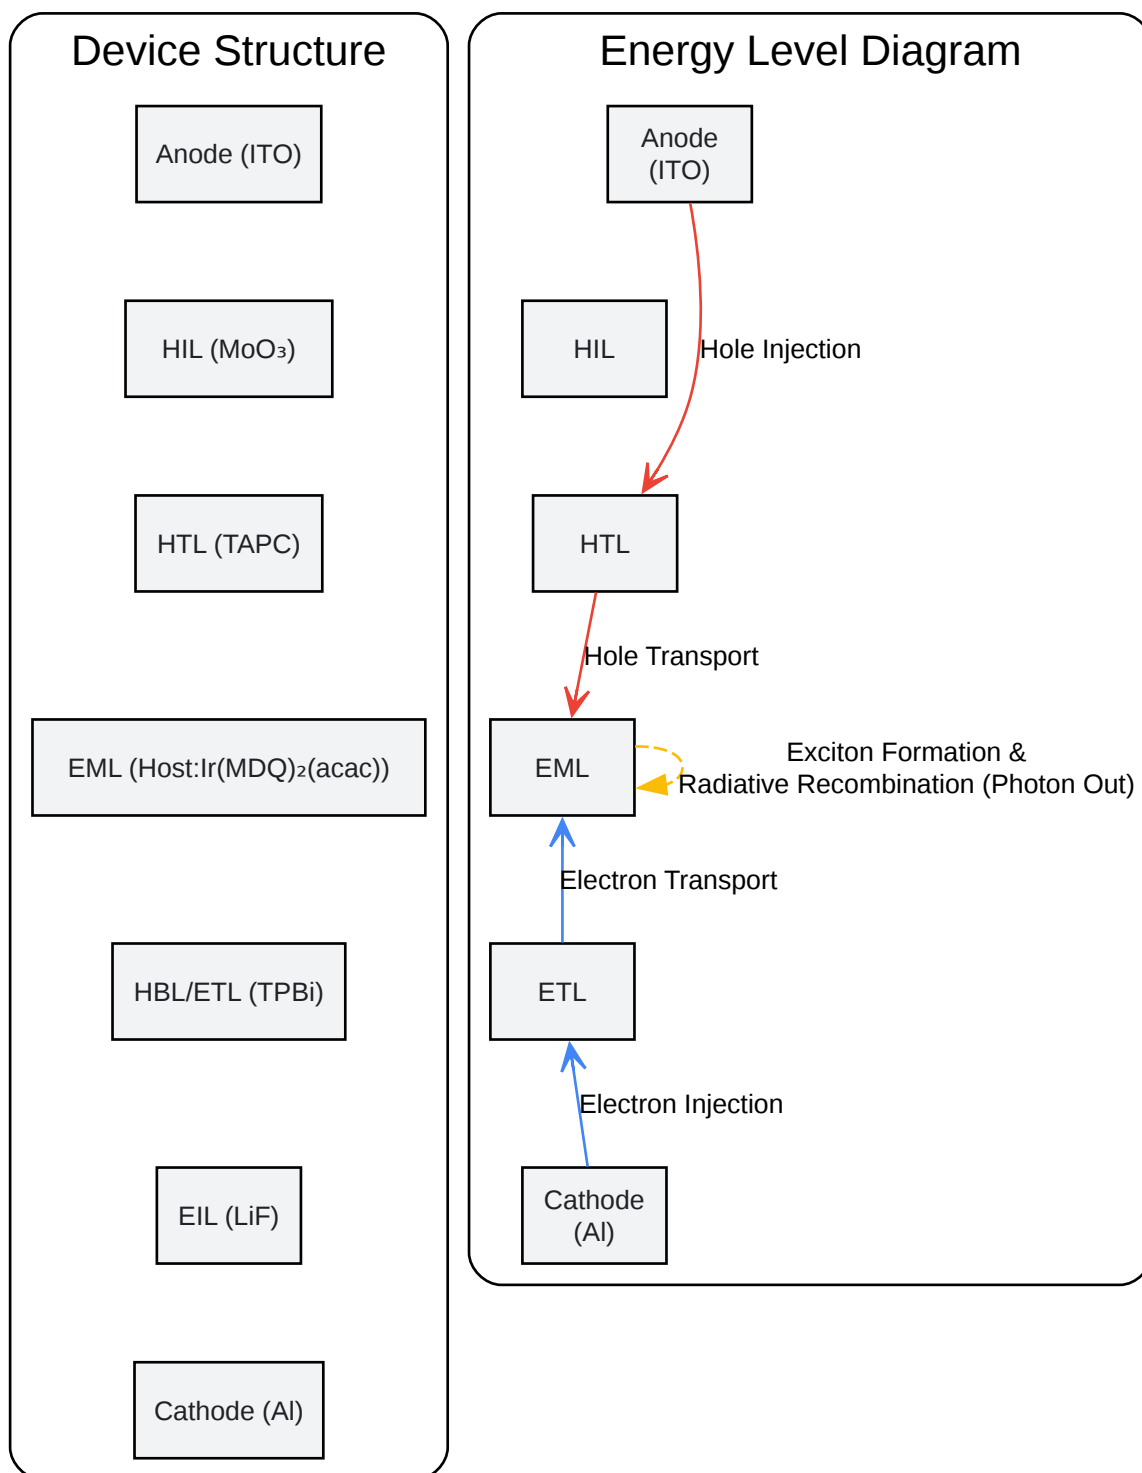 Device Structure
Anode (ITO)
HIL (MoO₃)
HTL (TAPC)
EML (Host:Ir(MDQ)₂(acac))
HBL/ETL (TPBi)
EIL (LiF)
Cathode (Al)
Energy Level Diagram
Anode
(ITO)
HIL
Hole Injection
HTL
Hole Transport
EML
Exciton Formation &
Radiative Recombination (Photon Out)
Electron Transport
ETL
Electron Injection
Cathode
(Al)